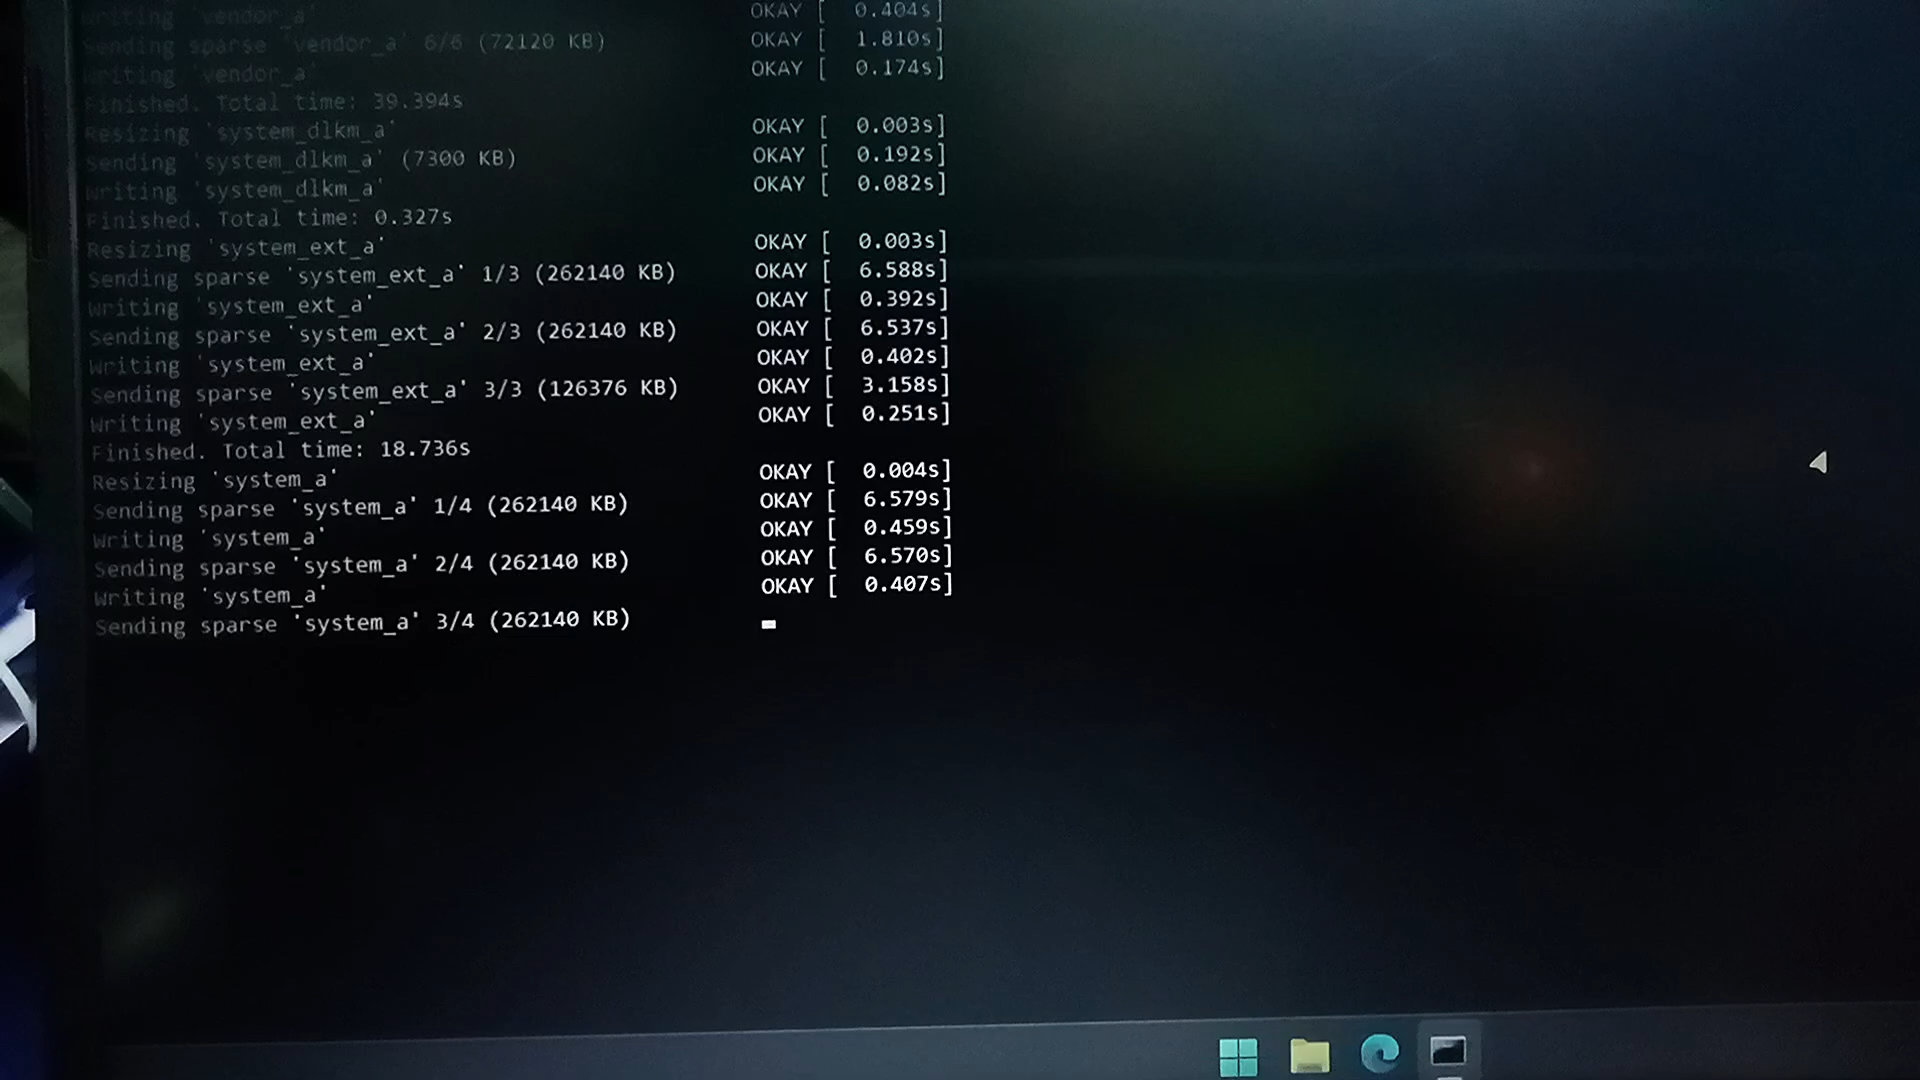 Writing 'vendor_a' OKAY [ 0.404s]
Sending sparse 'vendor_a' 6/6 (72120 KB) OKAY [ 1.810s]
Writing 'vendor_a' OKAY [ 0.174s]
Finished. Total time: 39.394s
Resizing 'system_dlkm_a' OKAY [ 0.003s]
Sending 'system_dlkm_a' (7300 KB) OKAY [ 0.192s]
Writing 'system_dlkm_a' OKAY [ 0.082s]
Finished. Total time: 0.327s
Resizing 'system_ext_a' OKAY [ 0.003s]
Sending sparse 'system_ext_a' 1/3 (262140 KB) OKAY [ 6.588s]
Writing 'system_ext_a' OKAY [ 0.392s]
Sending sparse 'system_ext_a' 2/3 (262140 KB) OKAY [ 6.537s]
Writing 'system_ext_a' OKAY [ 0.402s]
Sending sparse 'system_ext_a' 3/3 (126376 KB) OKAY [ 3.158s]
Writing 'system_ext_a' OKAY [ 0.251s]
Finished. Total time: 18.736s
Resizing 'system_a' OKAY [ 0.004s]
Sending sparse 'system_a' 1/4 (262140 KB) OKAY [ 6.579s]
Writing 'system_a' OKAY [ 0.459s]
Sending sparse 'system_a' 2/4 (262140 KB) OKAY [ 6.570s]
Writing 'system_a' OKAY [ 0.407s]
Sending sparse 'system_a' 3/4 (262140 KB)